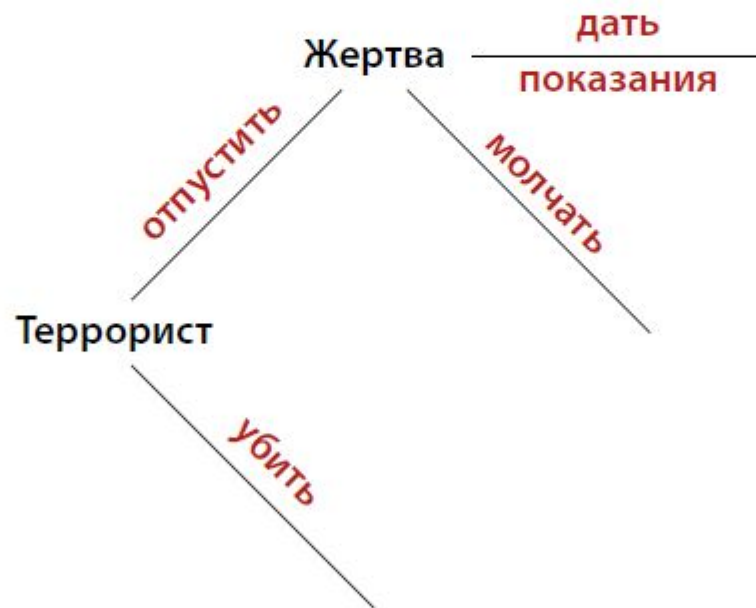 дать
Жертва
показания
отпустить
молчать
Террорист
убить